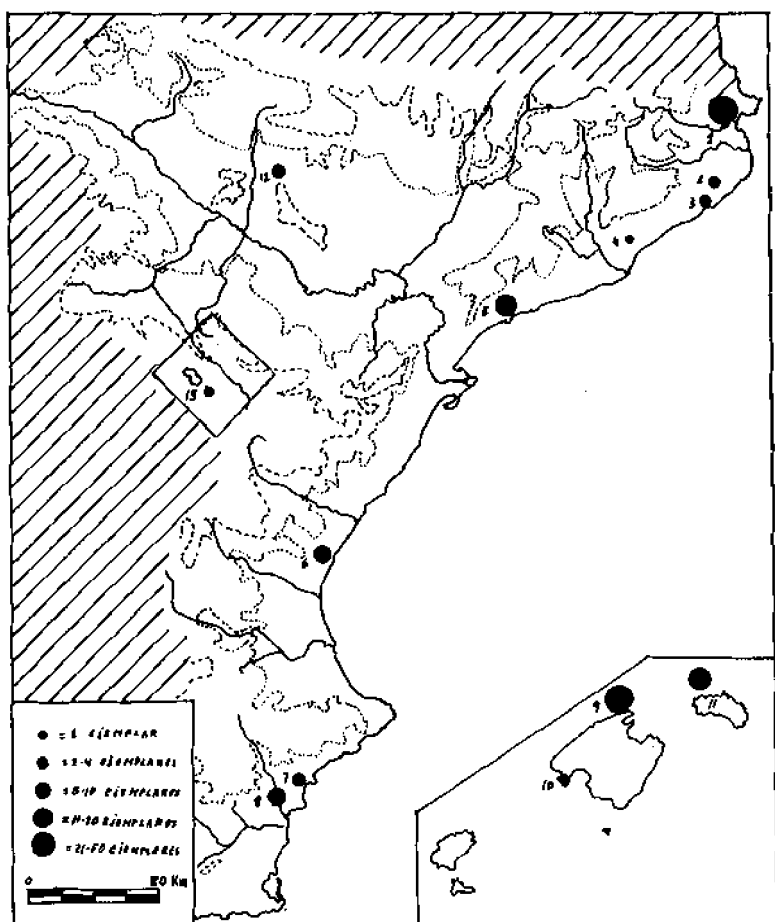 12
2
3
4
5
13
6
7
8
9
11
10
= 1 EJEMPLAR
= 2-4 EJEMPLARES
= 5-10 EJEMPLARES
= 11-20 EJEMPLARES
= 21-50 EJEMPLARES
0 50 Km